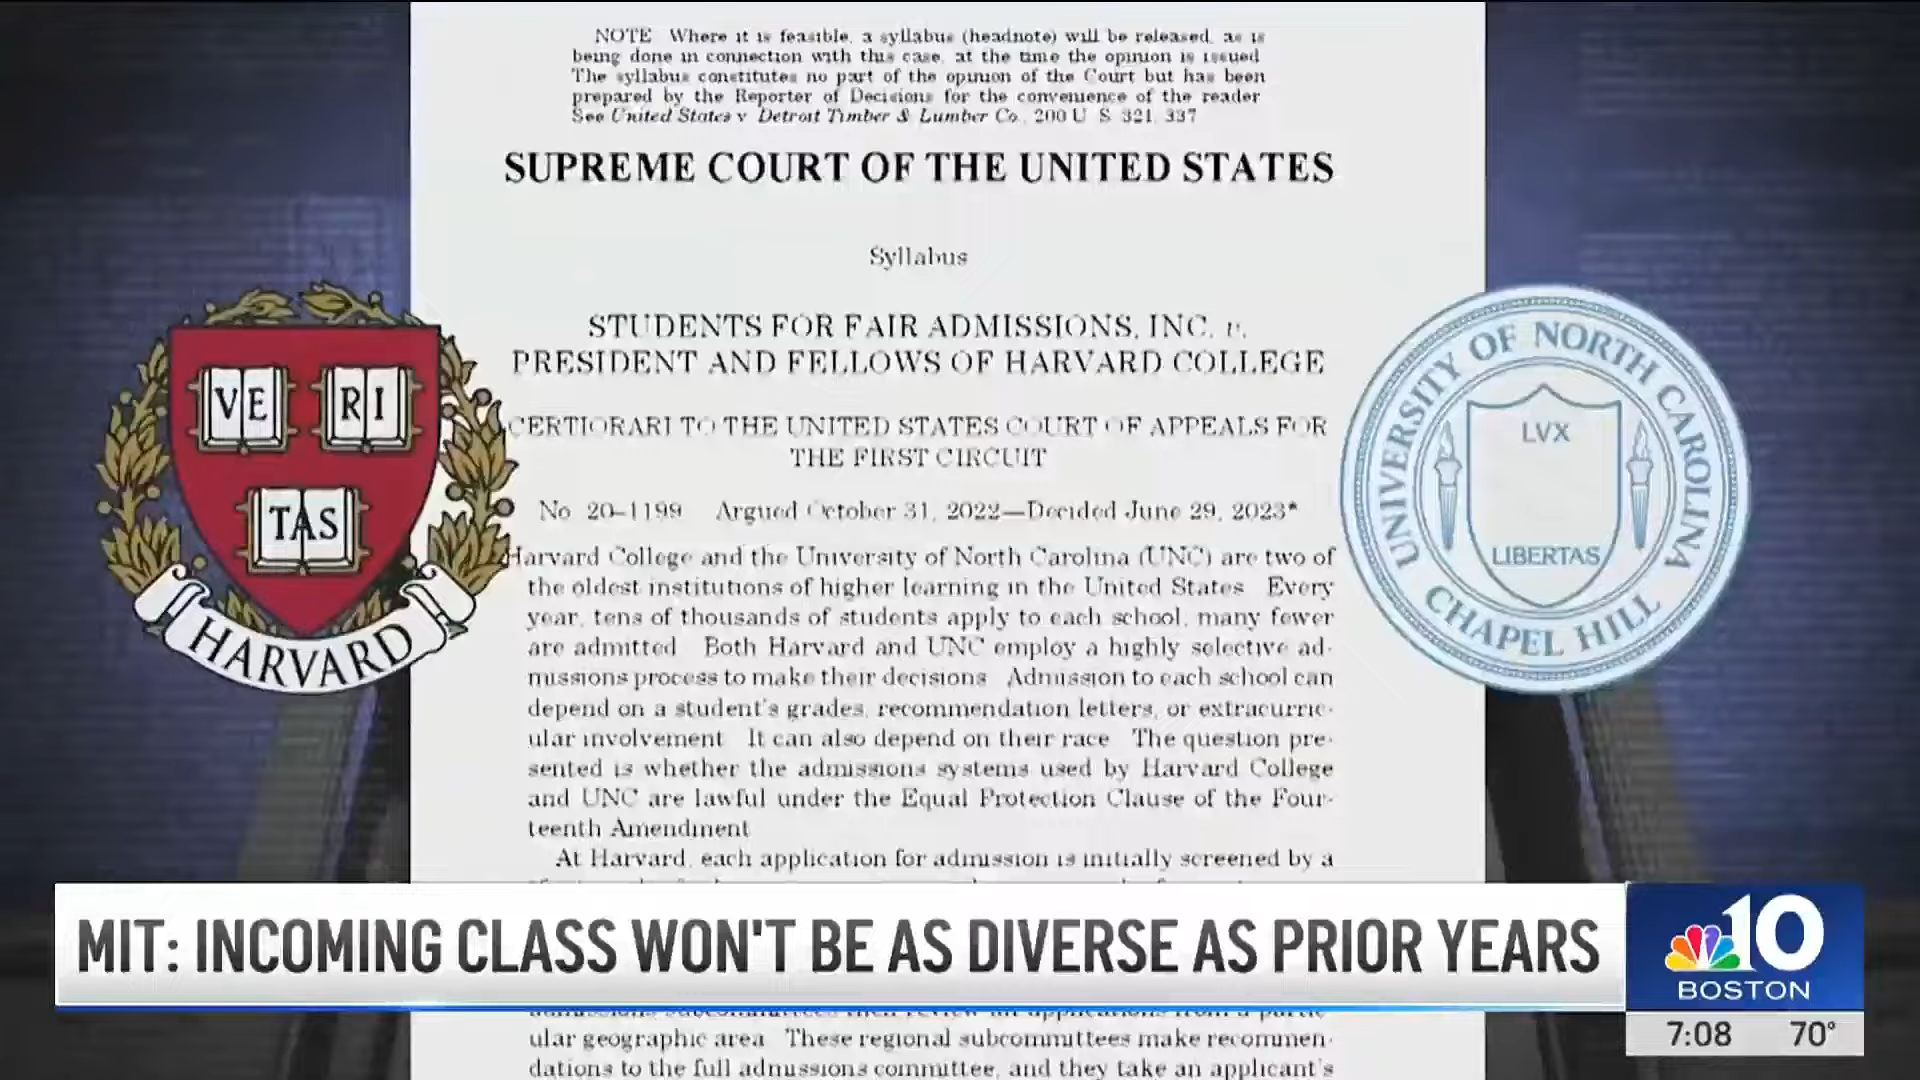 NOTE Where it is feasible, a syllabus (headnote) will be released, as is
being done in connection with this case, at the time the opinion is issued
The syllabus constitutes no part of the opinion of the Court but has been
prepared by the Reporter of Decisions for the convenience of the reader
See United States v Detroit Timber & Lumber Co., 200 U S 321, 337
SUPREME COURT OF THE UNITED STATES
Syllabus
STUDENTS FOR FAIR ADMISSIONS, INC. v.
PRESIDENT AND FELLOWS OF HARVARD COLLEGE
CERTIORARI TO THE UNITED STATES COURT OF APPEALS FOR
THE FIRST CIRCUIT
No 20–1199 Argued October 31, 2022—Decided June 29, 2023*
Harvard College and the University of North Carolina (UNC) are two of
the oldest institutions of higher learning in the United States Every
year, tens of thousands of students apply to each school, many fewer
are admitted Both Harvard and UNC employ a highly selective ad-
missions process to make their decisions Admission to each school can
depend on a student's grades, recommendation letters, or extracurric-
ular involvement It can also depend on their race The question pre-
sented is whether the admissions systems used by Harvard College
and UNC are lawful under the Equal Protection Clause of the Four-
teenth Amendment
At Harvard, each application for admission is initially screened by a
ular geographic area These regional subcommittees make recommen-
dations to the full admissions committee, and they take an applicant's
VE RI
TAS
HARVARD
UNIVERSITY OF NORTH CAROLINA
LVX
LIBERTAS
CHAPEL HILL
MIT: INCOMING CLASS WON'T BE AS DIVERSE AS PRIOR YEARS
10
BOSTON
7:08 70°